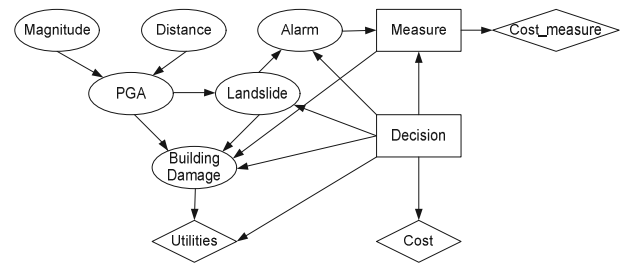 Magnitude
Distance
Alarm
Measure
Cost_measure
PGA
Landslide
Decision
Building
Damage
Utilities
Cost